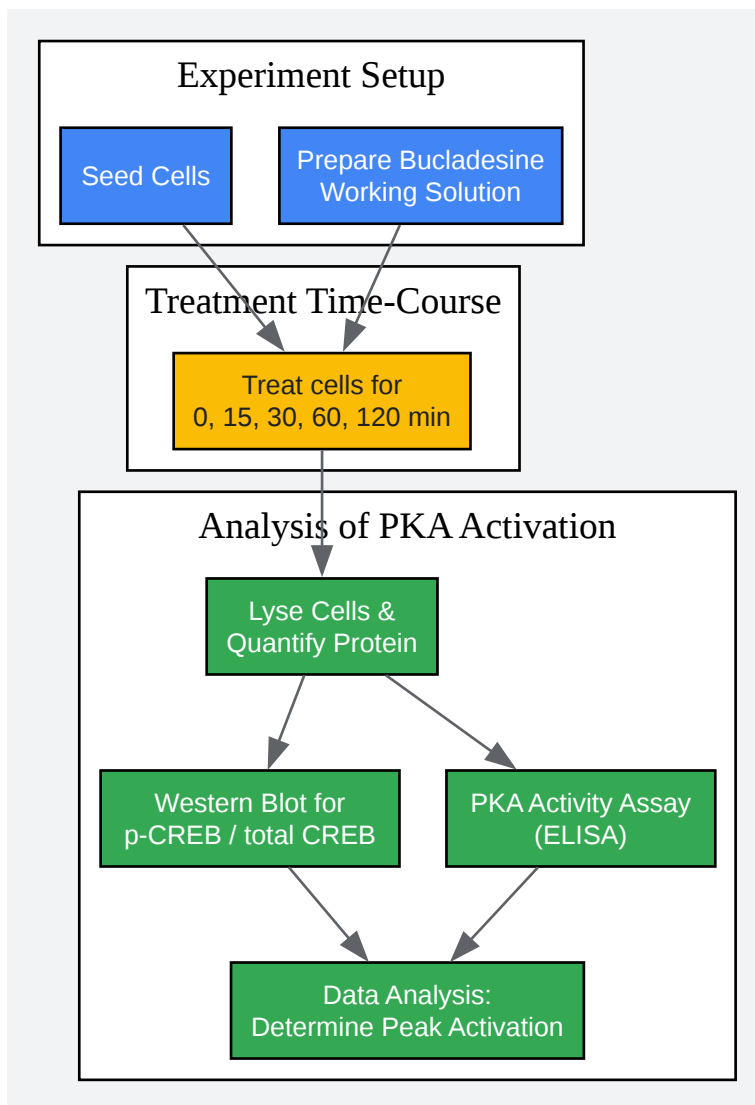 Experiment Setup
Seed Cells
Prepare Bucladesine
Working Solution
Treatment Time-Course
Treat cells for
0, 15, 30, 60, 120 min
Analysis of PKA Activation
Lyse Cells &
Quantify Protein
Western Blot for
p-CREB / total CREB
PKA Activity Assay
(ELISA)
Data Analysis:
Determine Peak Activation